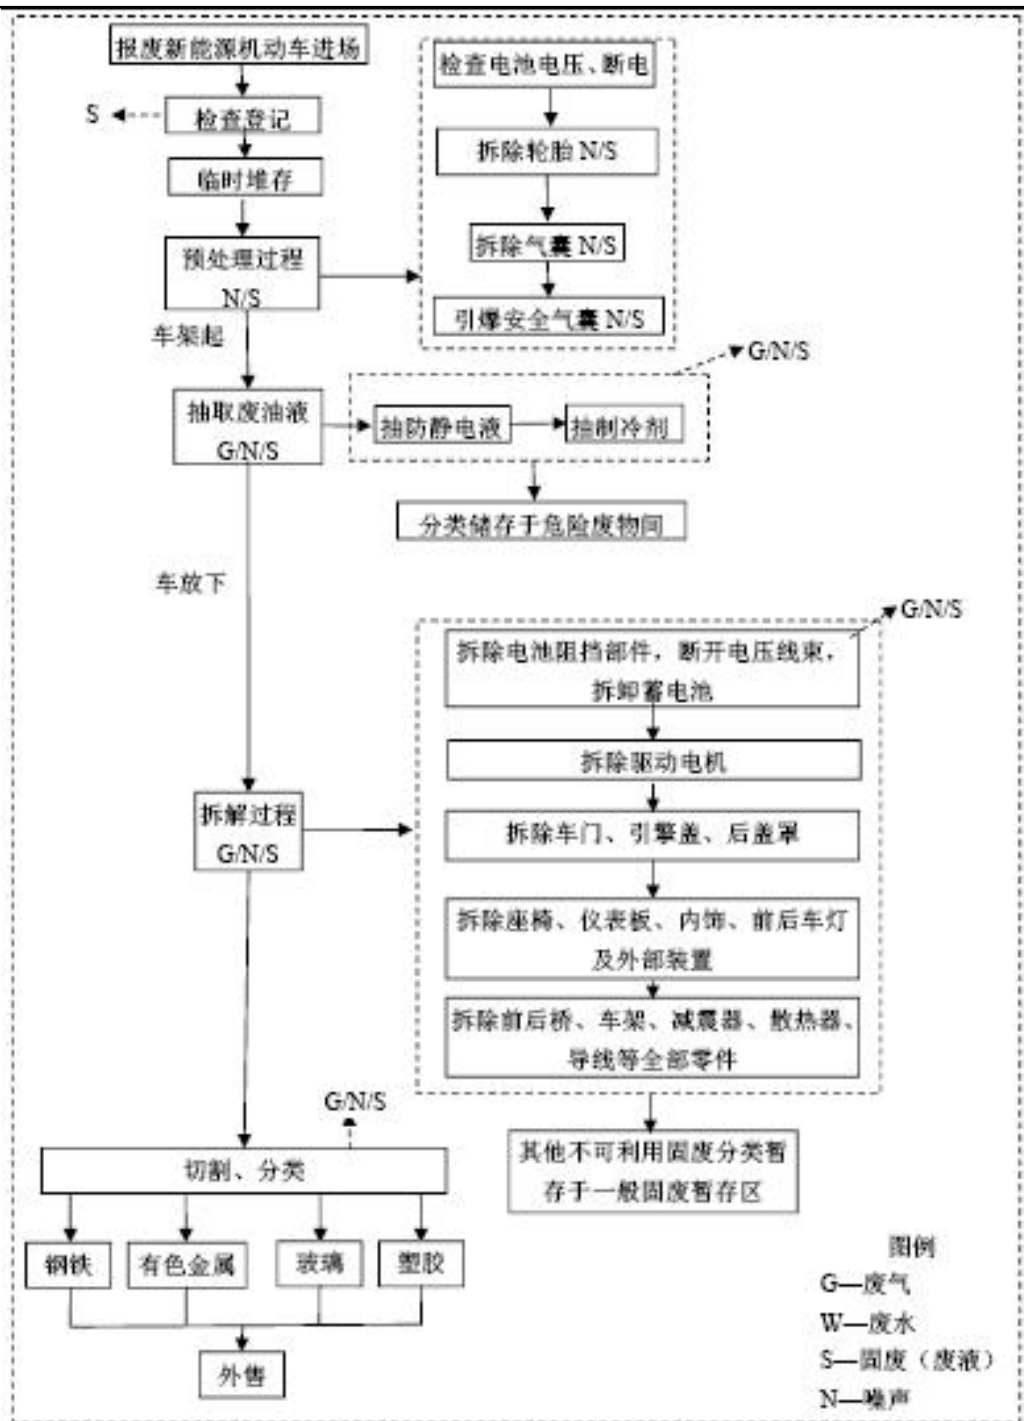 报废新能源机动车进场
S
检查登记
临时堆存
预处理过程
N/S
检查电池电压、断电
拆除轮胎 N/S
拆除气囊 N/S
引爆安全气囊 N/S
车架起
抽取废油液
G/N/S
抽防静电液
抽制冷剂
G/N/S
分类储存于危险废物间
车放下
拆解过程
G/N/S
G/N/S
拆除电池阻挡部件，断开电压线束，
拆卸蓄电池
拆除驱动电机
拆除车门、引擎盖、后盖罩
拆除座椅、仪表板、内饰、前后车灯
及外部装置
拆除前后桥、车架、减震器、散热器、
导线等全部零件
其他不可利用固废分类暂
存于一般固废暂存区
G/N/S
切割、分类
钢铁
有色金属
玻璃
塑胶
外售
图例
G—废气
W—废水
S—固废（废液）
N—噪声